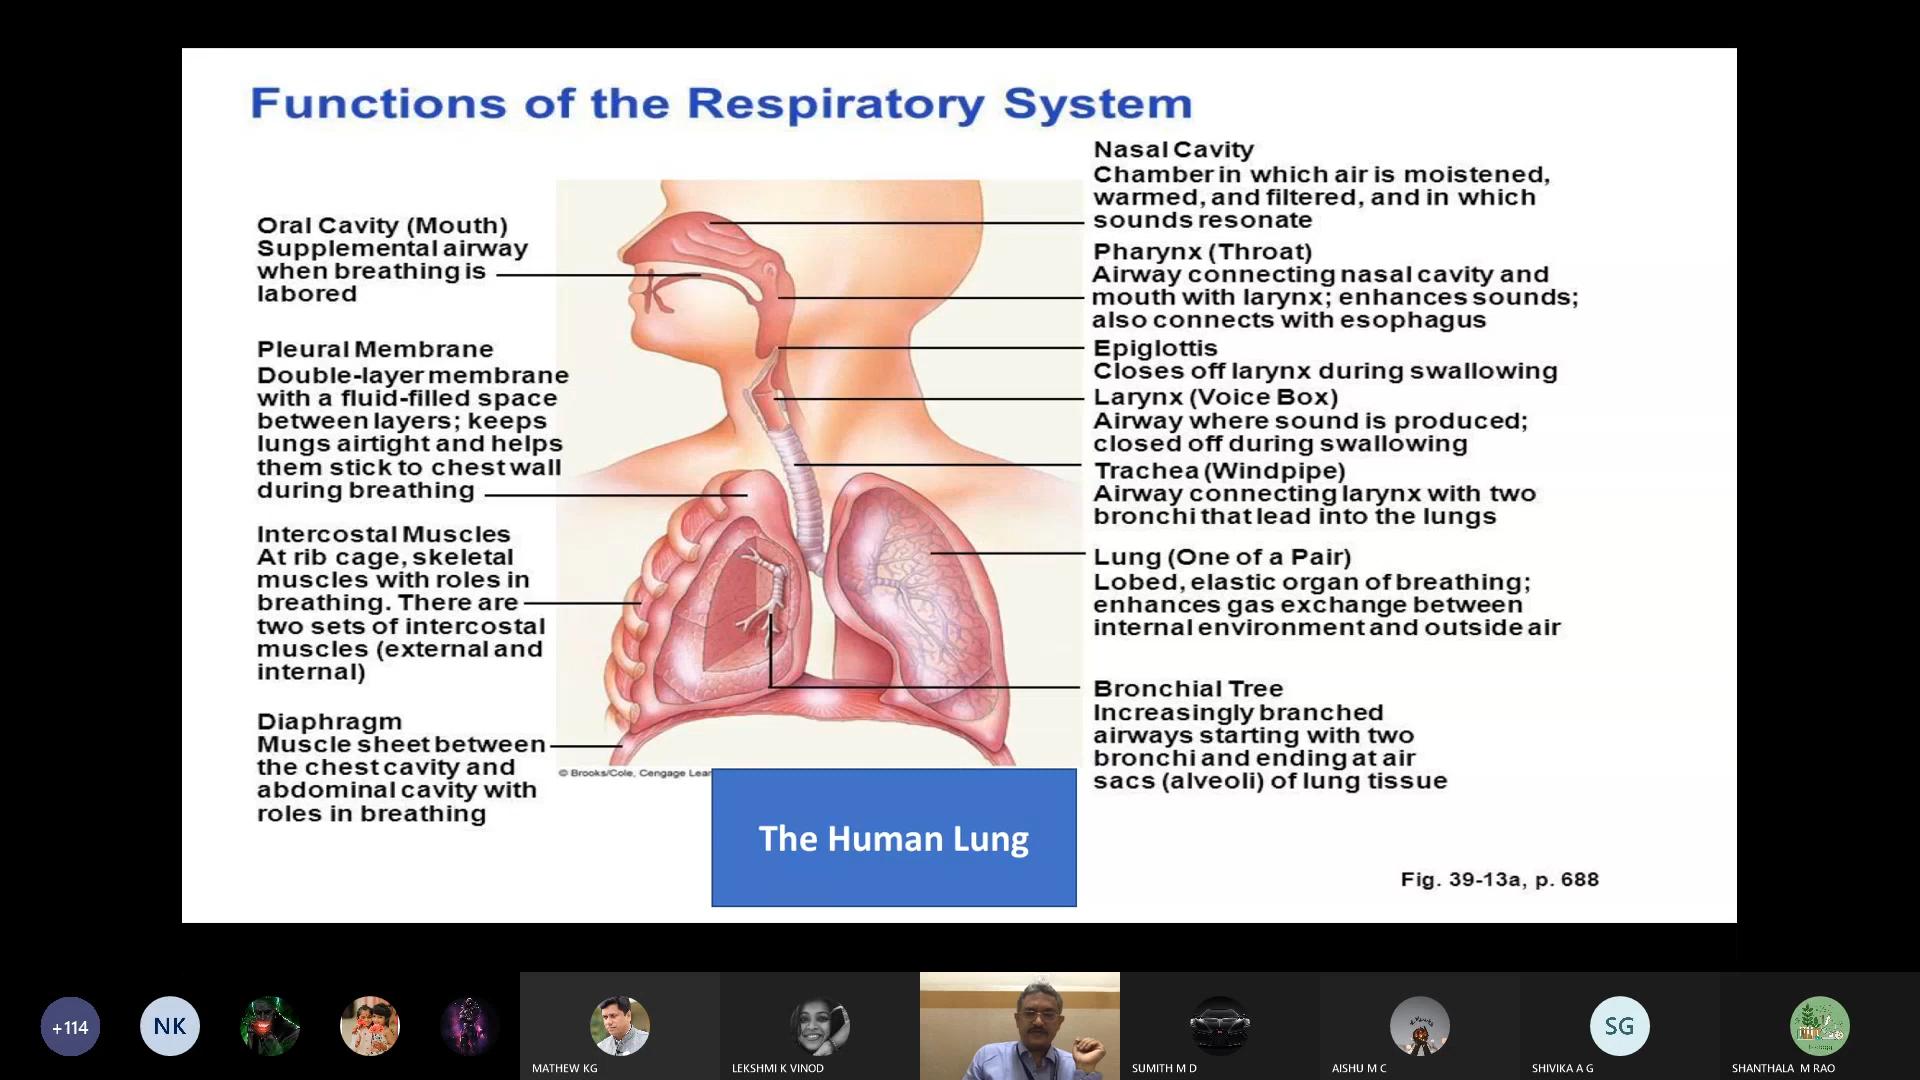 Functions of the Respiratory System
Oral Cavity (Mouth)
Supplemental airway
when breathing is
labored
Pleural Membrane
Double-layer membrane
with a fluid-filled space
between layers; keeps
lungs airtight and helps
them stick to chest wall
during breathing
Intercostal Muscles
At rib cage, skeletal
muscles with roles in
breathing. There are
two sets of intercostal
muscles (external and
internal)
Diaphragm
Muscle sheet between
the chest cavity and
abdominal cavity with
roles in breathing
Nasal Cavity
Chamber in which air is moistened,
warmed, and filtered, and in which
sounds resonate
Pharynx (Throat)
Airway connecting nasal cavity and
mouth with larynx; enhances sounds;
also connects with esophagus
Epiglottis
Closes off larynx during swallowing
Larynx (Voice Box)
Airway where sound is produced;
closed off during swallowing
Trachea (Windpipe)
Airway connecting larynx with two
bronchi that lead into the lungs
Lung (One of a Pair)
Lobed, elastic organ of breathing;
enhances gas exchange between
internal environment and outside air
Bronchial Tree
Increasingly branched
airways starting with two
bronchi and ending at air
sacs (alveoli) of lung tissue
© Brooks/Cole, Cengage Lear
The Human Lung
Fig. 39-13a, p. 688
+114
NK
SG
MATHEW KG
LEKSHMI K VINOD
SUMITH M D
AISHU M C
SHIVIKA A G
SHANTHALA M RAO